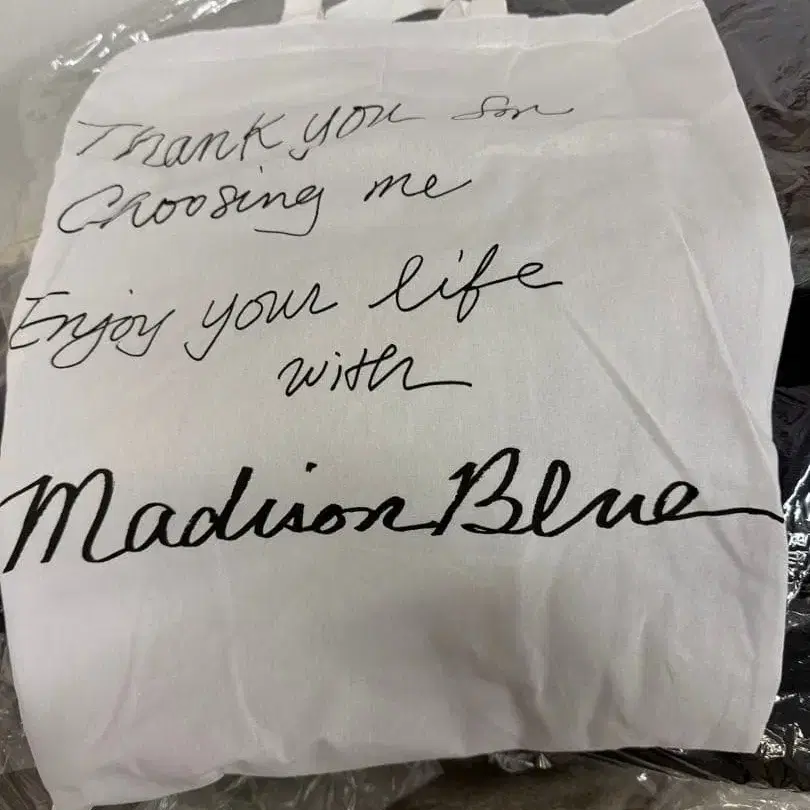 Thank you for
Choosing me
Enjoy your life
with
Madison Blue